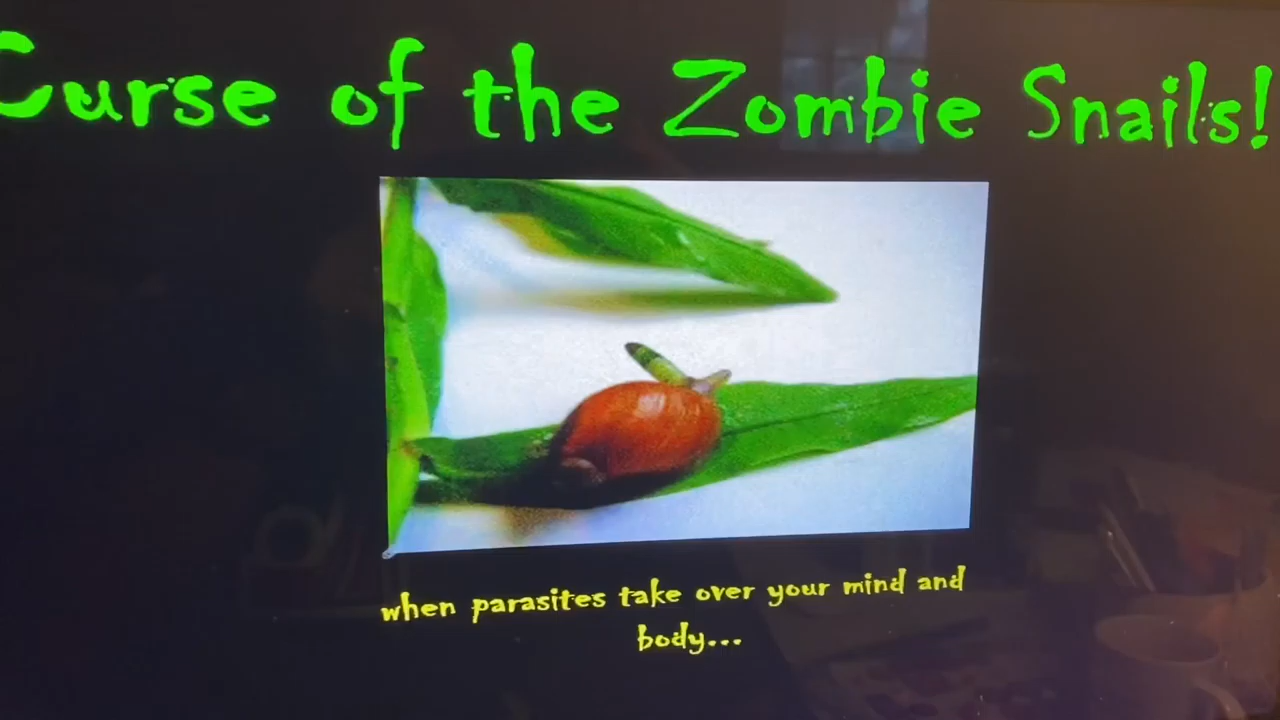 Curse of the Zombie Snails!
when parasites take over your mind and
body...